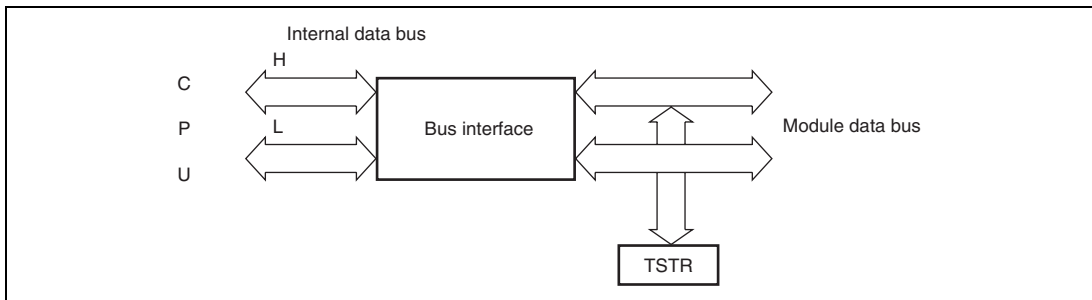 Internal data bus
H
C
P
U
L
Bus interface
Module data bus
TSTR